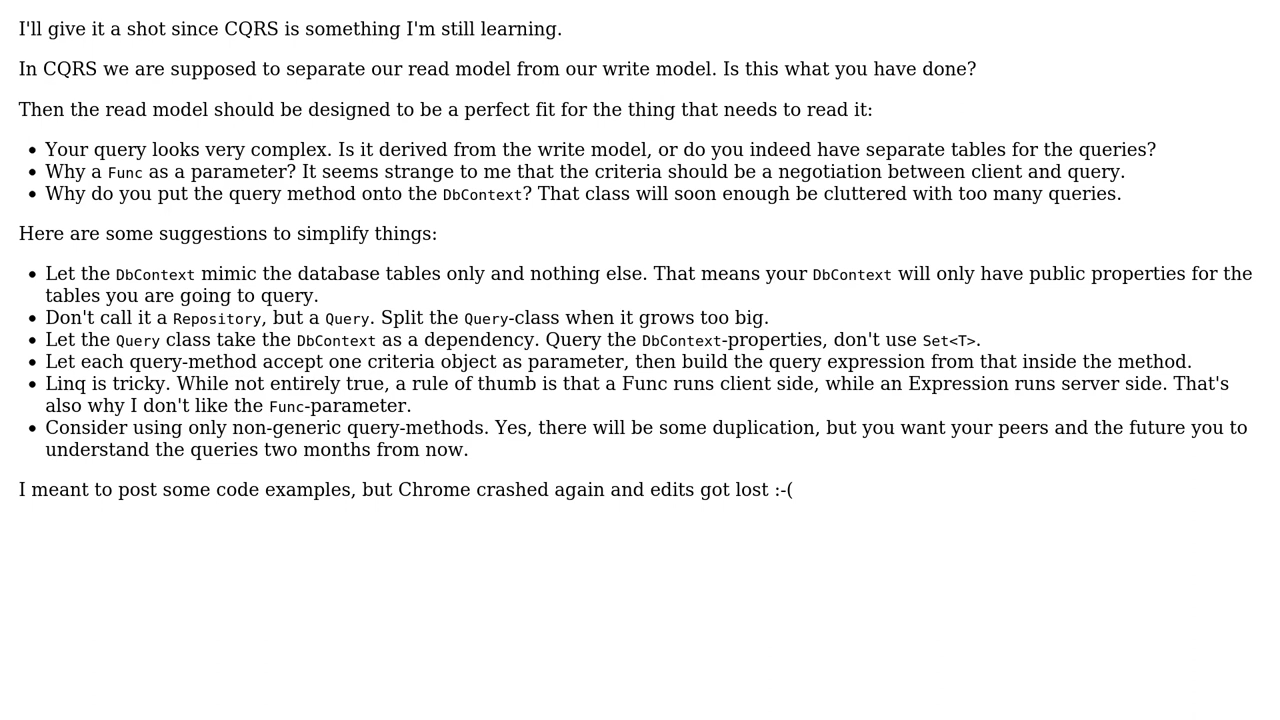 I'll give it a shot since CQRS is something I'm still learning.
In CQRS we are supposed to separate our read model from our write model. Is this what you have done?
Then the read model should be designed to be a perfect fit for the thing that needs to read it:
• Your query looks very complex. Is it derived from the write model, or do you indeed have separate tables for the queries?
• Why a Func as a parameter? It seems strange to me that the criteria should be a negotiation between client and query.
• Why do you put the query method onto the DbContext? That class will soon enough be cluttered with too many queries.
Here are some suggestions to simplify things:
• Let the DbContext mimic the database tables only and nothing else. That means your DbContext will only have public properties for the
tables you are going to query.
• Don't call it a Repository, but a Query. Split the Query-class when it grows too big.
• Let the Query class take the DbContext as a dependency. Query the DbContext-properties, don't use Set<T>.
• Let each query-method accept one criteria object as parameter, then build the query expression from that inside the method.
• Linq is tricky. While not entirely true, a rule of thumb is that a Func runs client side, while an Expression runs server side. That's
also why I don't like the Func-parameter.
• Consider using only non-generic query-methods. Yes, there will be some duplication, but you want your peers and the future you to
understand the queries two months from now.
I meant to post some code examples, but Chrome crashed again and edits got lost :-(